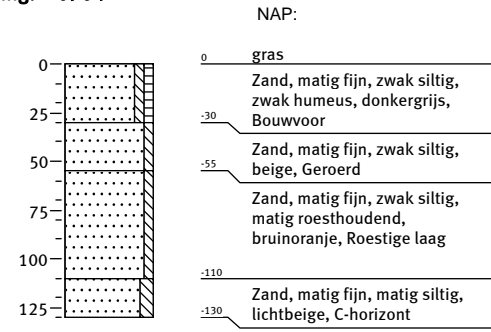 NAP:
0 gras
0
Zand, matig fijn, zwak siltig,
zwak humeus, donkergrijs,
25
-30 Bouwvoor
Zand, matig fijn, zwak siltig,
50
-55 beige, Geroerd
Zand, matig fijn, zwak siltig,
75
matig roesthoudend,
bruinoranje, Roestige laag
100
-110
Zand, matig fijn, matig siltig,
125
-130 lichtbeige, C-horizont